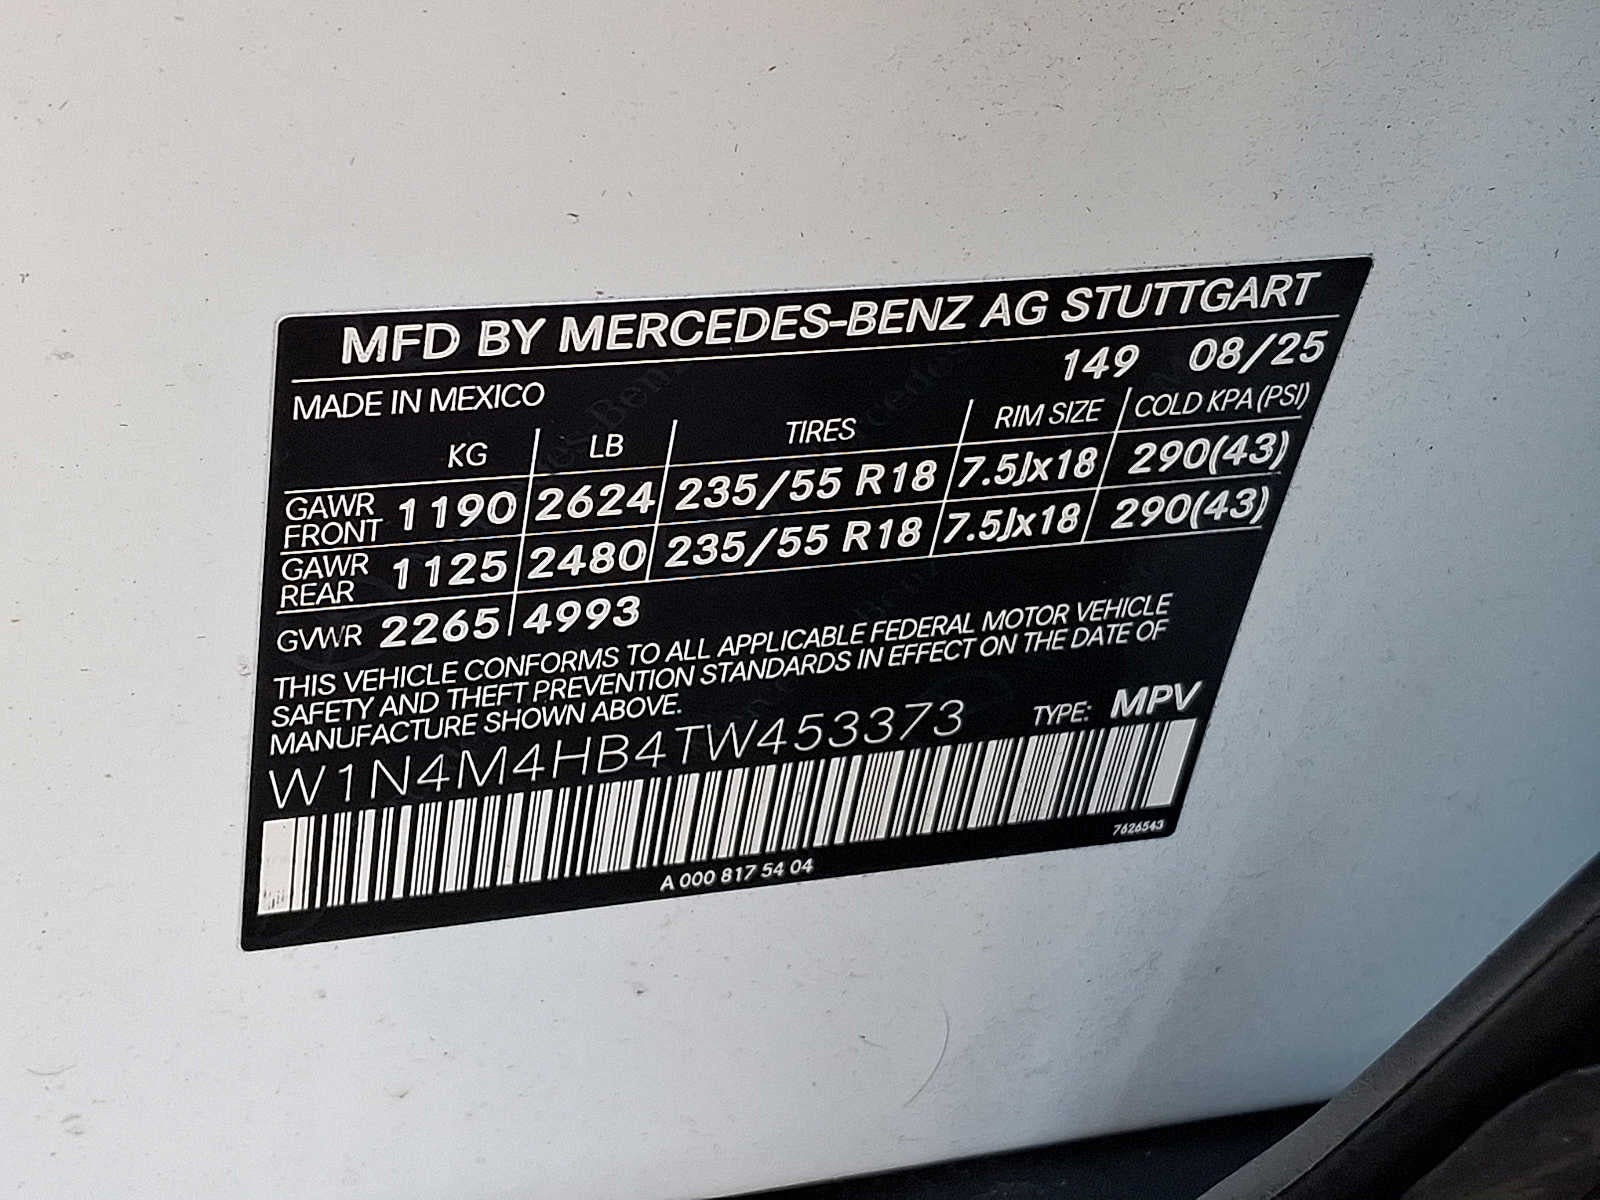 MFD BY MERCEDES-BENZ AG STUTTGART
MADE IN MEXICO 149 08/25
KG LB TIRES RIM SIZE COLD KPA (PSI)
GAWR FRONT 1190 2624 235/55 R18 7.5Jx18 290(43)
GAWR REAR 1125 2480 235/55 R18 7.5Jx18 290(43)
GVWR 2265 4993
THIS VEHICLE CONFORMS TO ALL APPLICABLE FEDERAL MOTOR VEHICLE
SAFETY AND THEFT PREVENTION STANDARDS IN EFFECT ON THE DATE OF
MANUFACTURE SHOWN ABOVE.
W1N4M4HB4TW453373 TYPE: MPV
7626543
A 000 817 54 04